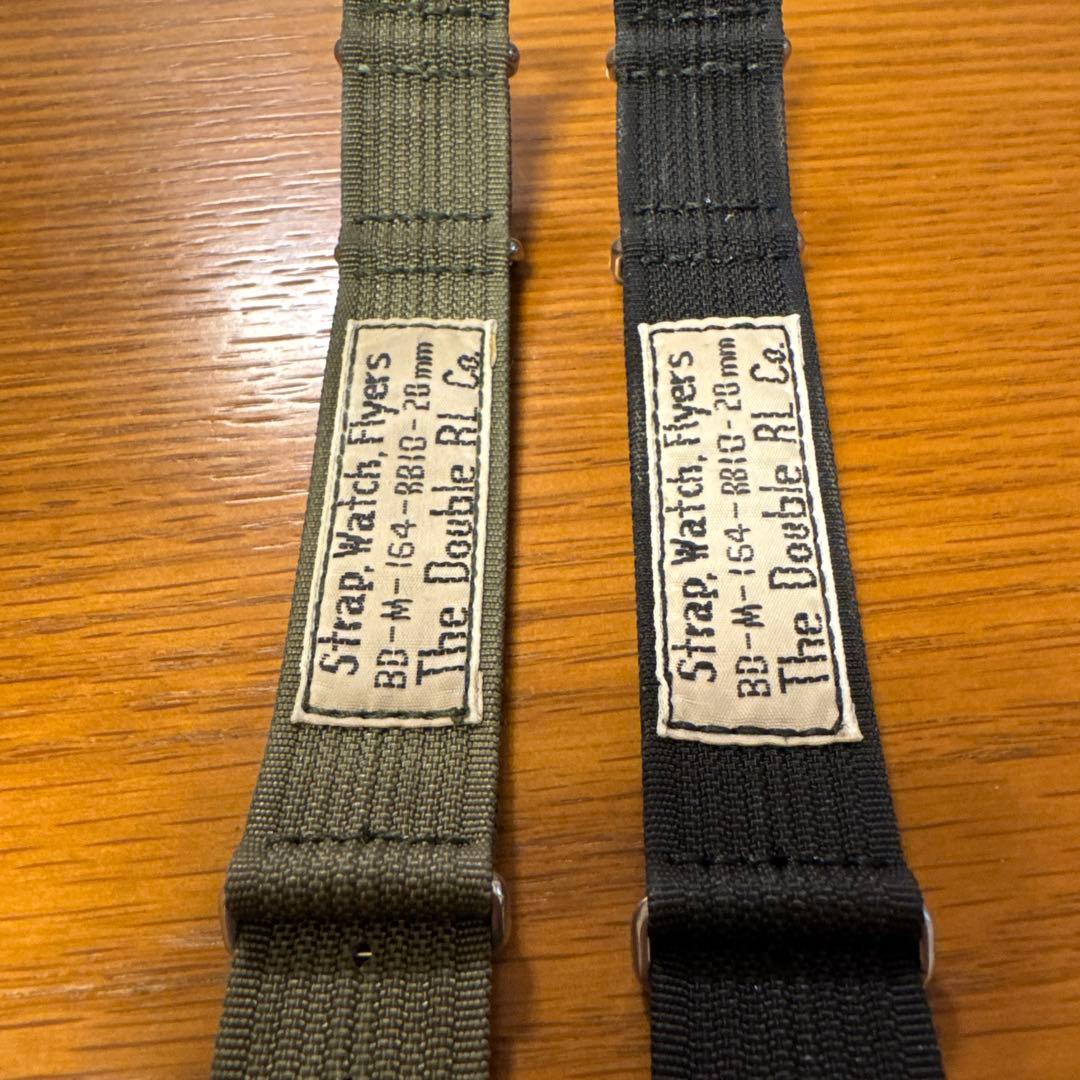 Strap, Watch, Flyers
BD-M-164-RB10-20mm
The Double RL Co.
Strap, Watch, Flyers
BD-M-164-RB10-20mm
The Double RL Co.